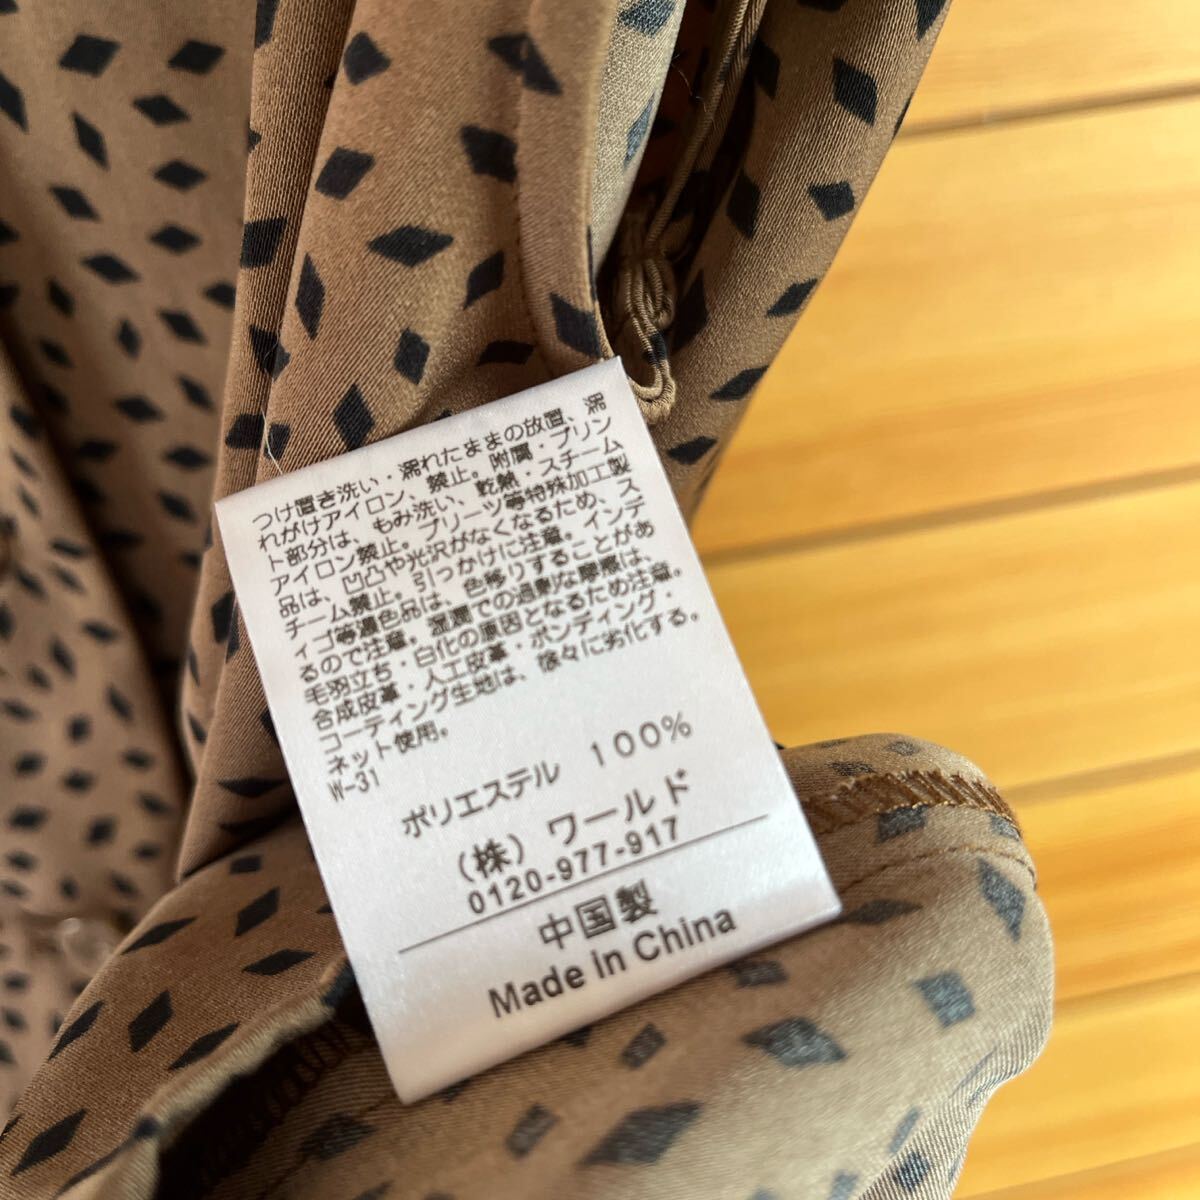 つけ置き洗い・濡れたままの放置、濡
れがけアイロン、禁止。附属・プリン
ト部分は、もみ洗い、乾熱・スチーム
アイロン禁止。プリーツ等特殊加工製
品は、凹凸や光沢がなくなるため、ス
チーム禁止。引っかけに注意。インデ
ィゴ等濃色品は、色移りすることがあ
るので注意。湿潤での過剰な摩擦は、
毛羽立ち・白化の原因となるため注意。
合成皮革・人工皮革・ボンディング・
コーティング生地は、徐々に劣化する。
ネット使用。
W-31
ポリエステル 100%
(株) ワールド
0120-977-917
中国製
Made in China